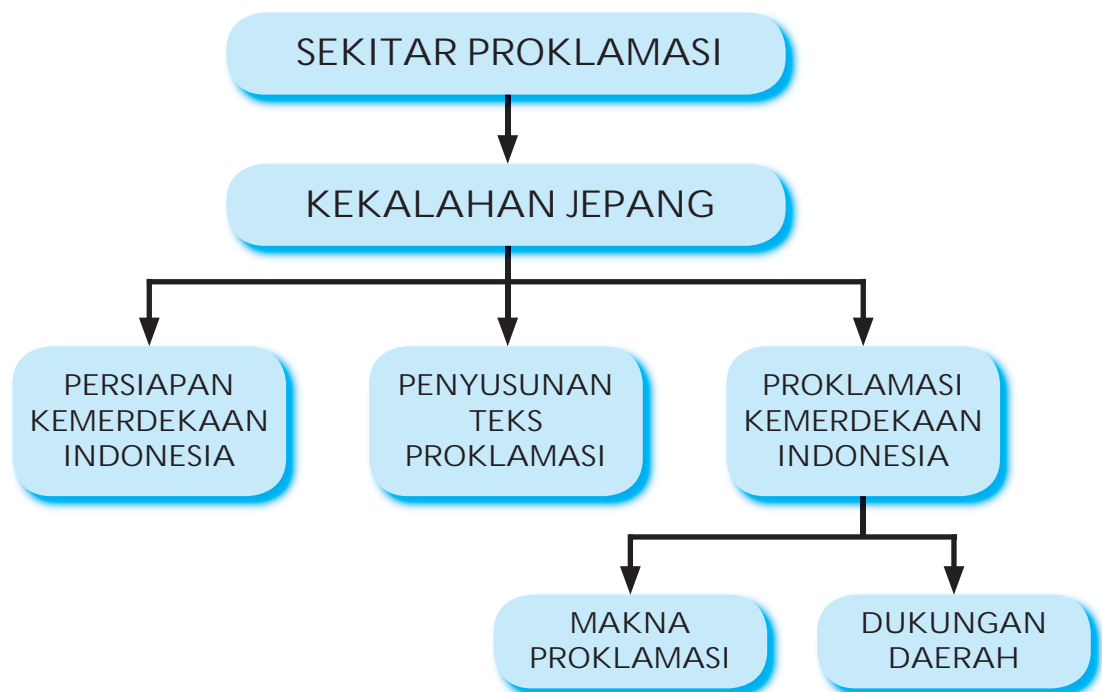 SEKITAR PROKLAMASI
KEKALAHAN JEPANG
PERSIAPAN
KEMERDEKAAN
INDONESIA
PENYUSUNAN
TEKS
PROKLAMASI
PROKLAMASI
KEMERDEKAAN
INDONESIA
MAKNA
PROKLAMASI
DUKUNGAN
DAERAH